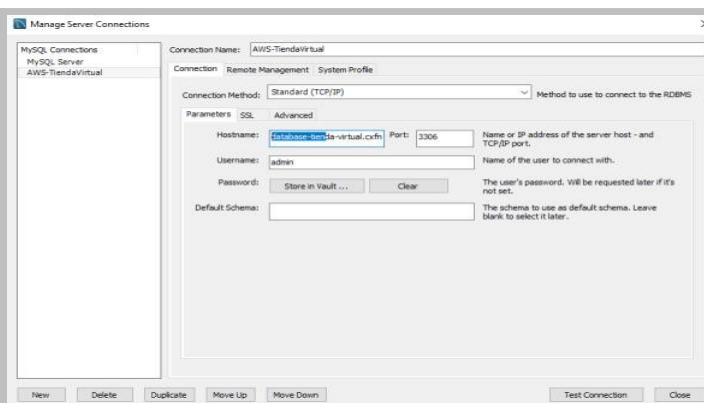 Manage Server Connections
MySQL Connections
MySQL Server
AWS-TiendaVirtual
Connection Name: AWS-TiendaVirtual
Connection Remote Management System Profile
Connection Method: Standard (TCP/IP) Method to use to connect to the RDBMS
Parameters SSL Advanced
Hostname: database-tienda-virtual.cxfn Port: 3306 Name or IP address of the server host - and
TCP/IP port.
Username: admin Name of the user to connect with.
Password: Store in Vault ... Clear The user's password. Will be requested later if it's
not set.
Default Schema: The schema to use as default schema. Leave
blank to select it later.
New Delete Duplicate Move Up Move Down Test Connection Close